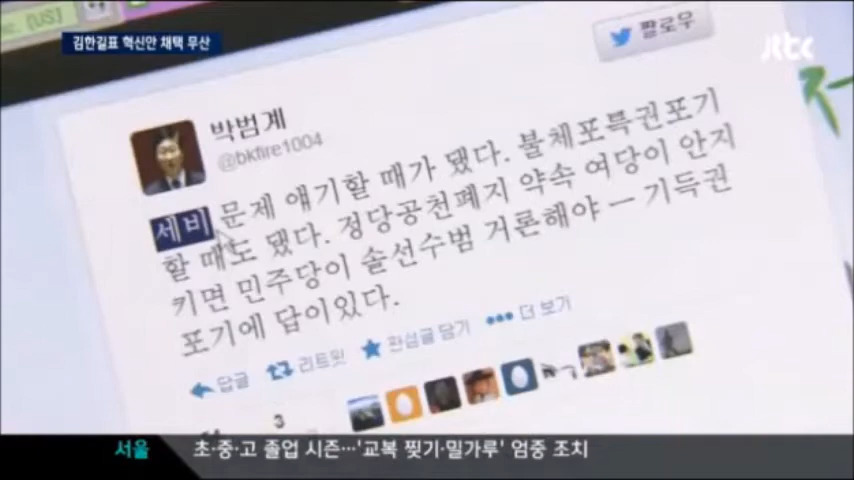 김한길표 혁신안 채택 무산
jtbc
팔로우
박범계
@bkfire1004
세비 문제 얘기할 때가 됐다. 불체포특권포기
할 때도 됐다. 정당공천폐지 약속 여당이 안지
키면 민주당이 솔선수범 거론해야 ㅡ 기득권
포기에 답이있다.
답글 리트윗 관심글 담기 더 보기
3
서울 초·중·고 졸업 시즌…'교복 찢기·밀가루' 엄중 조치